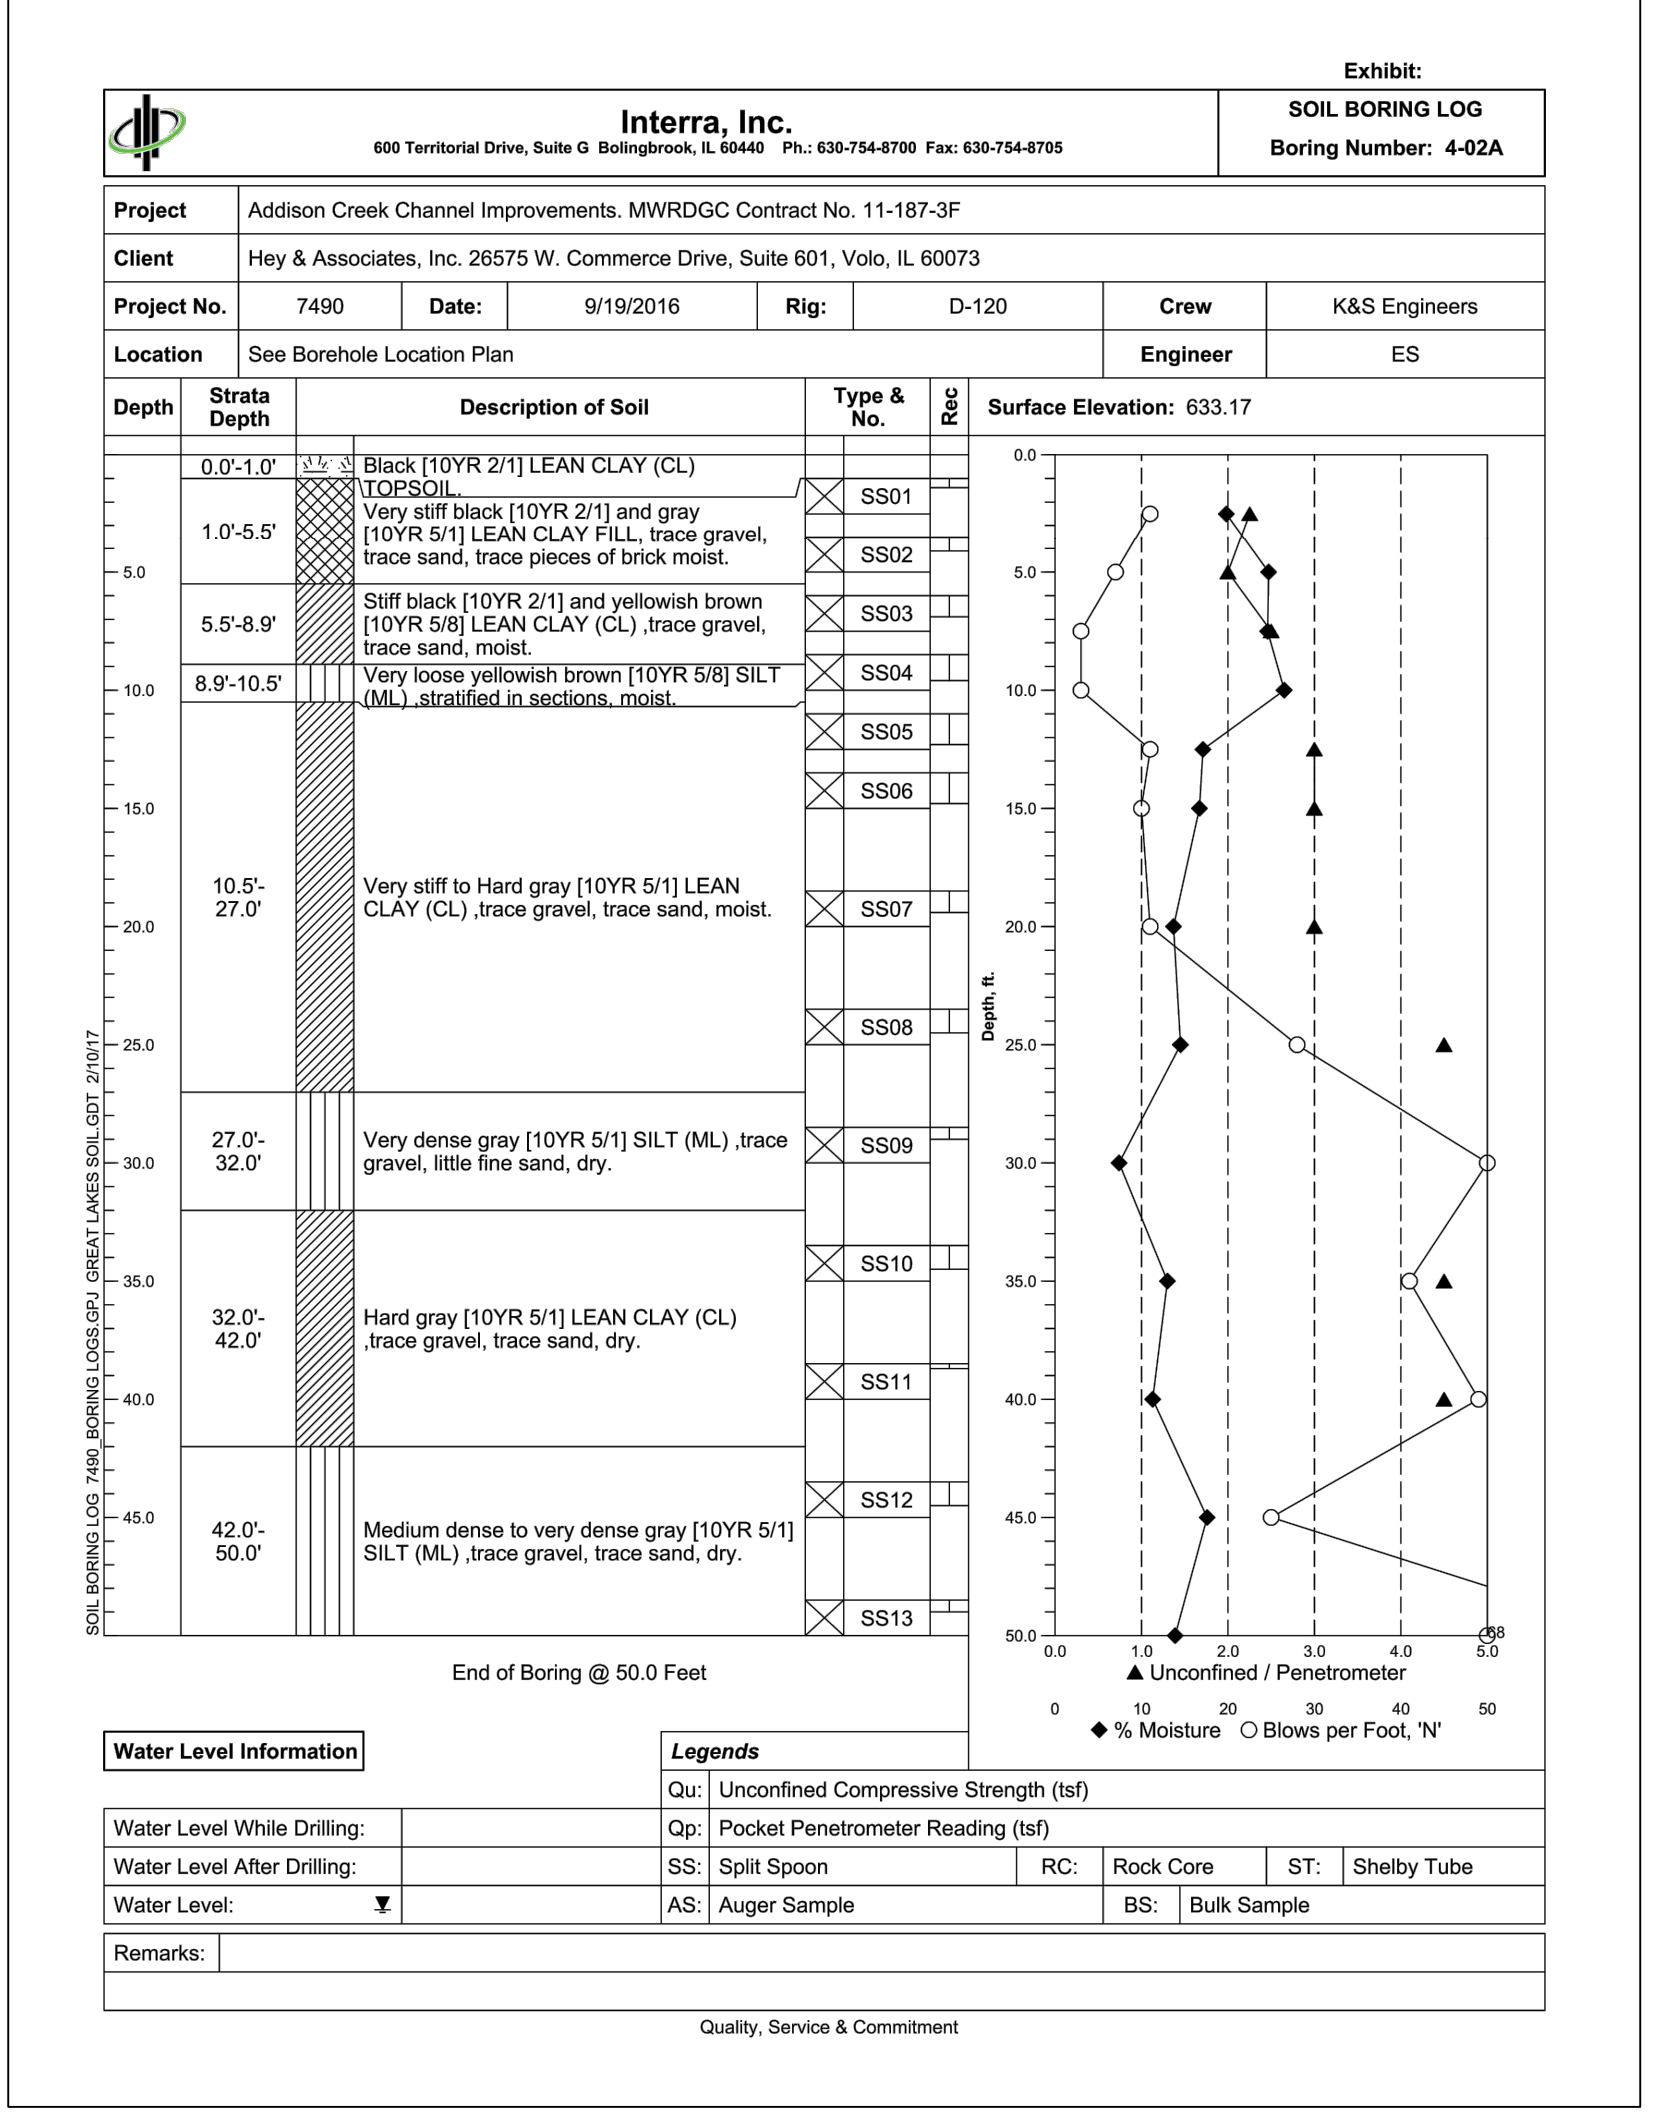 Exhibit:
Interra, Inc.
600 Territorial Drive, Suite G Bolingbrook, IL 60440 Ph.: 630-754-8700 Fax: 630-754-8705
SOIL BORING LOG
Boring Number: 4-02A
Project Addison Creek Channel Improvements. MWRDGC Contract No. 11-187-3F
Client Hey & Associates, Inc. 26575 W. Commerce Drive, Suite 601, Volo, IL 60073
Project No. 7490 Date: 9/19/2016 Rig: D-120 Crew K&S Engineers
Location See Borehole Location Plan Engineer ES
Depth
Strata
Depth
Description of Soil
Type &
No.
Rec
Surface Elevation: 633.17
0.0'-1.0'
Black [10YR 2/1] LEAN CLAY (CL)
TOPSOIL.
1.0'-5.5'
Very stiff black [10YR 2/1] and gray
[10YR 5/1] LEAN CLAY FILL, trace gravel,
trace sand, trace pieces of brick moist.
5.5'-8.9'
Stiff black [10YR 2/1] and yellowish brown
[10YR 5/8] LEAN CLAY (CL) ,trace gravel,
trace sand, moist.
8.9'-10.5'
Very loose yellowish brown [10YR 5/8] SILT
(ML) ,stratified in sections, moist.
10.5'-
27.0'
Very stiff to Hard gray [10YR 5/1] LEAN
CLAY (CL) ,trace gravel, trace sand, moist.
27.0'-
32.0'
Very dense gray [10YR 5/1] SILT (ML) ,trace
gravel, little fine sand, dry.
32.0'-
42.0'
Hard gray [10YR 5/1] LEAN CLAY (CL)
,trace gravel, trace sand, dry.
42.0'-
50.0'
Medium dense to very dense gray [10YR 5/1]
SILT (ML) ,trace gravel, trace sand, dry.
5.0
10.0
15.0
20.0
25.0
30.0
35.0
40.0
45.0
SS01
SS02
SS03
SS04
SS05
SS06
SS07
SS08
SS09
SS10
SS11
SS12
SS13
Depth, ft.
0.0
5.0
10.0
15.0
20.0
25.0
30.0
35.0
40.0
45.0
50.0
68
0.0 1.0 2.0 3.0 4.0 5.0
▲ Unconfined / Penetrometer
0 10 20 30 40 50
◆ % Moisture ○ Blows per Foot, 'N'
End of Boring @ 50.0 Feet
SOIL BORING LOG 7490_BORING LOGS.GPJ GREAT LAKES SOIL.GDT 2/10/17
Water Level Information
Water Level While Drilling:
Water Level After Drilling:
Water Level:
Legends
Qu: Unconfined Compressive Strength (tsf)
Qp: Pocket Penetrometer Reading (tsf)
SS: Split Spoon RC: Rock Core ST: Shelby Tube
AS: Auger Sample BS: Bulk Sample
Remarks:
Quality, Service & Commitment